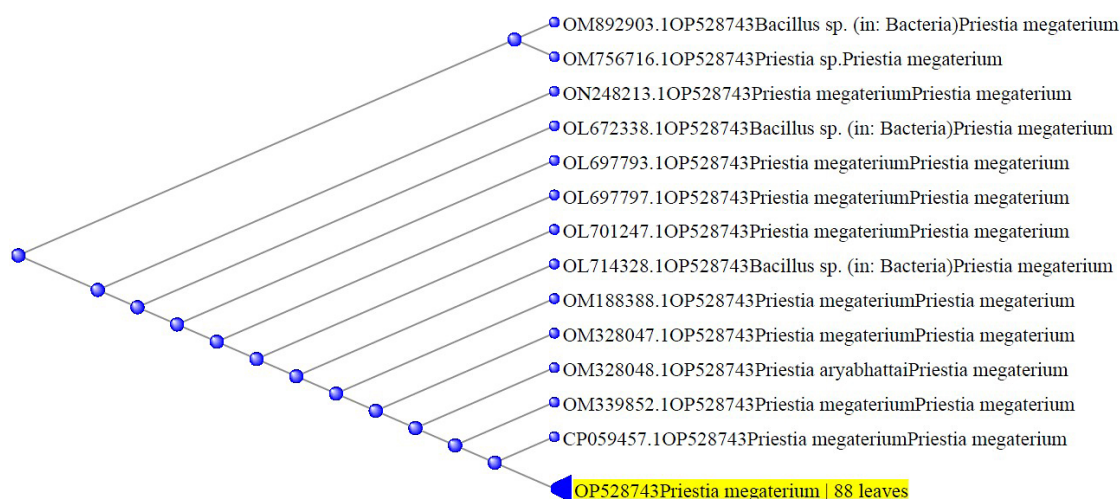 OM892903.1OP528743Bacillus sp. (in: Bacteria)Priestia megaterium
OM756716.1OP528743Priestia sp.Priestia megaterium
ON248213.1OP528743Priestia megateriumPriestia megaterium
OL672338.1OP528743Bacillus sp. (in: Bacteria)Priestia megaterium
OL697793.1OP528743Priestia megateriumPriestia megaterium
OL697797.1OP528743Priestia megateriumPriestia megaterium
OL701247.1OP528743Priestia megateriumPriestia megaterium
OL714328.1OP528743Bacillus sp. (in: Bacteria)Priestia megaterium
OM188388.1OP528743Priestia megateriumPriestia megaterium
OM328047.1OP528743Priestia megateriumPriestia megaterium
OM328048.1OP528743Priestia aryabhattaiPriestia megaterium
OM339852.1OP528743Priestia megateriumPriestia megaterium
CP059457.1OP528743Priestia megateriumPriestia megaterium
OP528743Priestia megaterium | 88 leaves